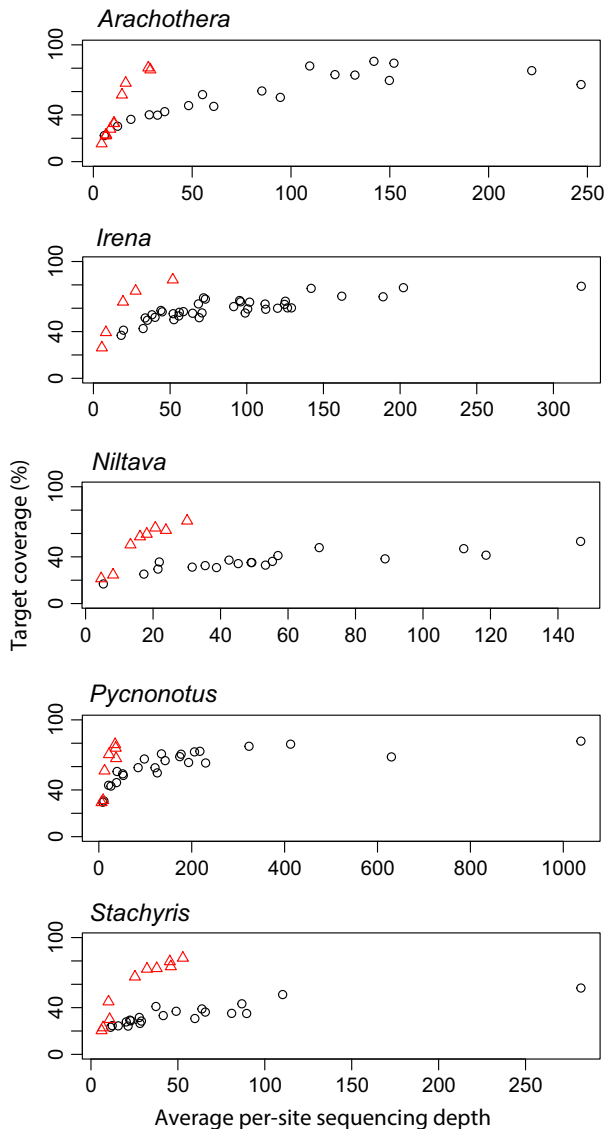 Arachothera
100
40
0
0 50 100 150 200 250
Irena
100
40
0
0 50 100 150 200 250 300
Niltava
100
40
0
0 20 40 60 80 100 120 140
Pycnonotus
100
40
0
0 200 400 600 800 1000
Stachyris
100
40
0
0 50 100 150 200 250
Target coverage (%)
Average per-site sequencing depth